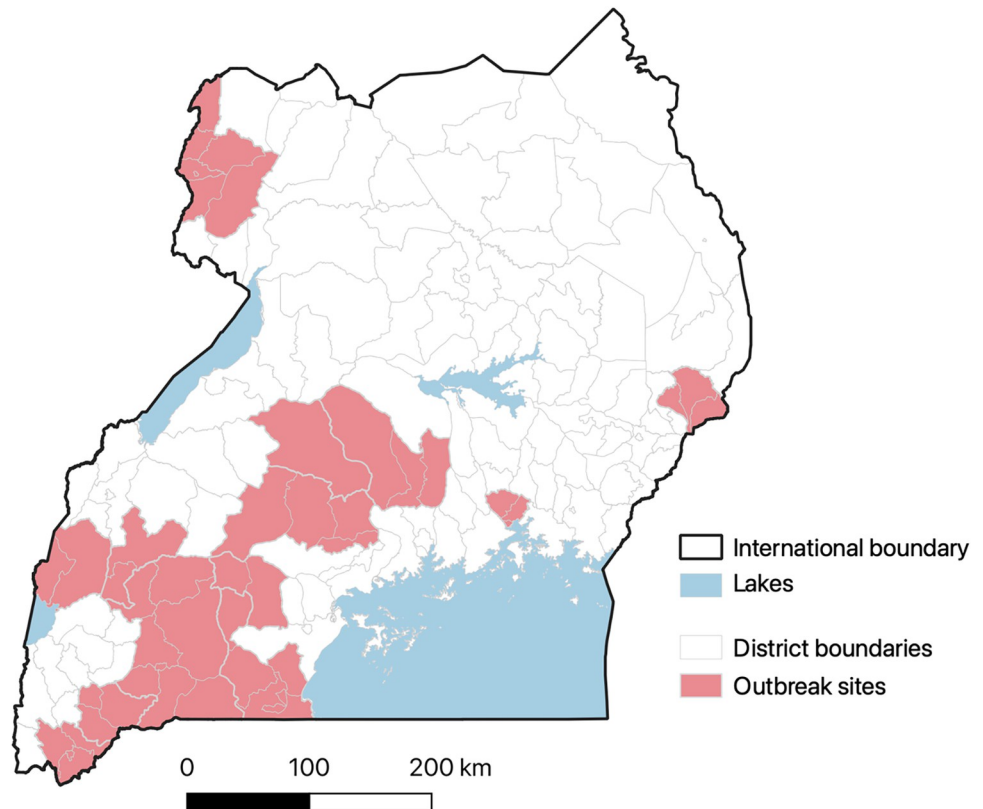 International boundary
Lakes
District boundaries
Outbreak sites
0 100 200 km